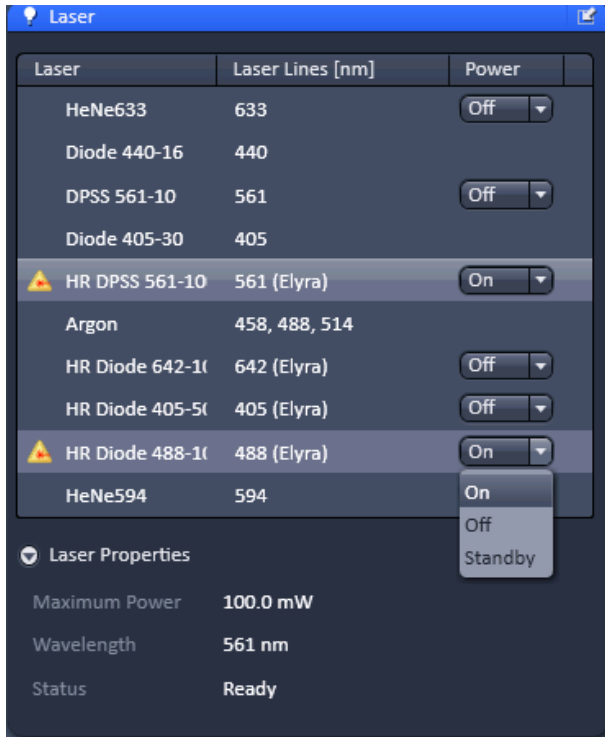 Laser
Laser Laser Lines [nm] Power
HeNe633 633 Off
Diode 440-16 440
DPSS 561-10 561 Off
Diode 405-30 405
HR DPSS 561-10 561 (Elyra) On
Argon 458, 488, 514
HR Diode 642-10 642 (Elyra) Off
HR Diode 405-50 405 (Elyra) Off
HR Diode 488-10 488 (Elyra) On
HeNe594 594 On
Off
Laser Properties Standby
Maximum Power 100.0 mW
Wavelength 561 nm
Status Ready